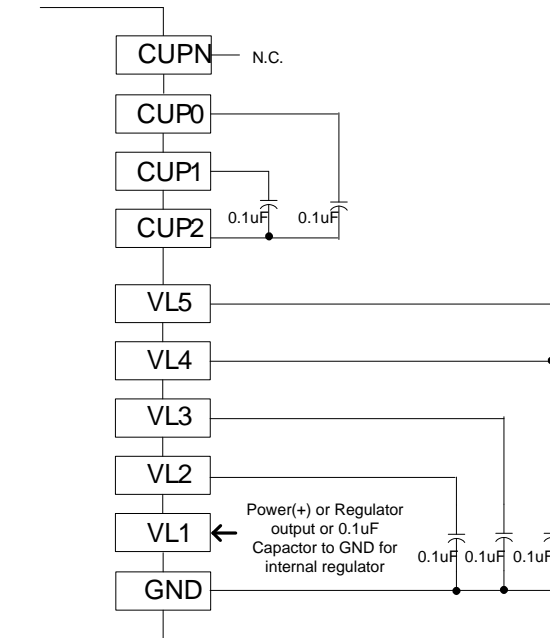 CUPN
N.C.
CUP0
CUP1
0.1uF 0.1uF
CUP2
VL5
VL4
VL3
VL2
VL1
Power(+) or Regulator
output or 0.1uF
Capactor to GND for
internal regulator
0.1uF 0.1uF 0.1uF
GND